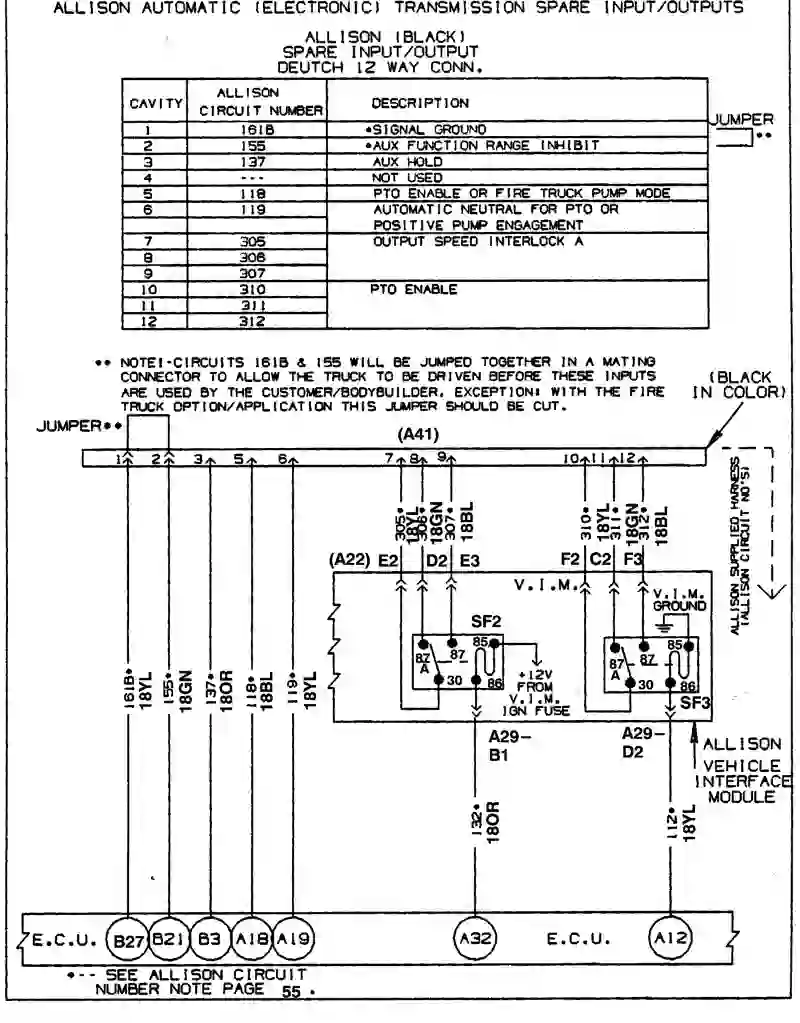 ALLISON AUTOMATIC (ELECTRONIC) TRANSMISSION SPARE INPUT/OUTPUTS
ALLISON (BLACK)
SPARE INPUT/OUTPUT
DEUTCH 12 WAY CONN.
CAVITY ALLISON CIRCUIT NUMBER DESCRIPTION
1 161B *SIGNAL GROUND
2 155 *AUX FUNCTION RANGE INHIBIT
3 137 AUX HOLD
4 --- NOT USED
5 118 PTO ENABLE OR FIRE TRUCK PUMP MODE
6 119 AUTOMATIC NEUTRAL FOR PTO OR
POSITIVE PUMP ENGAGEMENT
7 305 OUTPUT SPEED INTERLOCK A
8 306
9 307
10 310 PTO ENABLE
11 311
12 312
JUMPER
**
** NOTE!-CIRCUITS 161B & 155 WILL BE JUMPED TOGETHER IN A MATING
CONNECTOR TO ALLOW THE TRUCK TO BE DRIVEN BEFORE THESE INPUTS
ARE USED BY THE CUSTOMER/BODYBUILDER. EXCEPTION: WITH THE FIRE
TRUCK OPTION/APPLICATION THIS JUMPER SHOULD BE CUT.
(BLACK
IN COLOR)
JUMPER**
(A41)
1 2 3 5 6 7 8 9 10 11 12
305* 18YL 306* 18GN 307* 18BL 310* 18YL 311* 18GN 312* 18BL
ALLISON SUPPLIED HARNESS
(ALLISON CIRCUIT NO'S)
(A22) E2 D2 E3 F2 C2 F3
V.I.M.
V.I.M.
GROUND
SF2
87A 87 85 30 86
+12V
FROM
V.I.M.
IGN FUSE
87A 87 85 30 86
SF3
161B* 18YL 155* 18GN 137* 18OR 118* 18BL 119* 18YL
A29-
B1
A29-
D2
ALLISON
VEHICLE
INTERFACE
MODULE
132* 18OR
112* 18YL
E.C.U. B27 B21 B3 A18 A19 A32 E.C.U. A12
*-- SEE ALLISON CIRCUIT
NUMBER NOTE PAGE 55 .